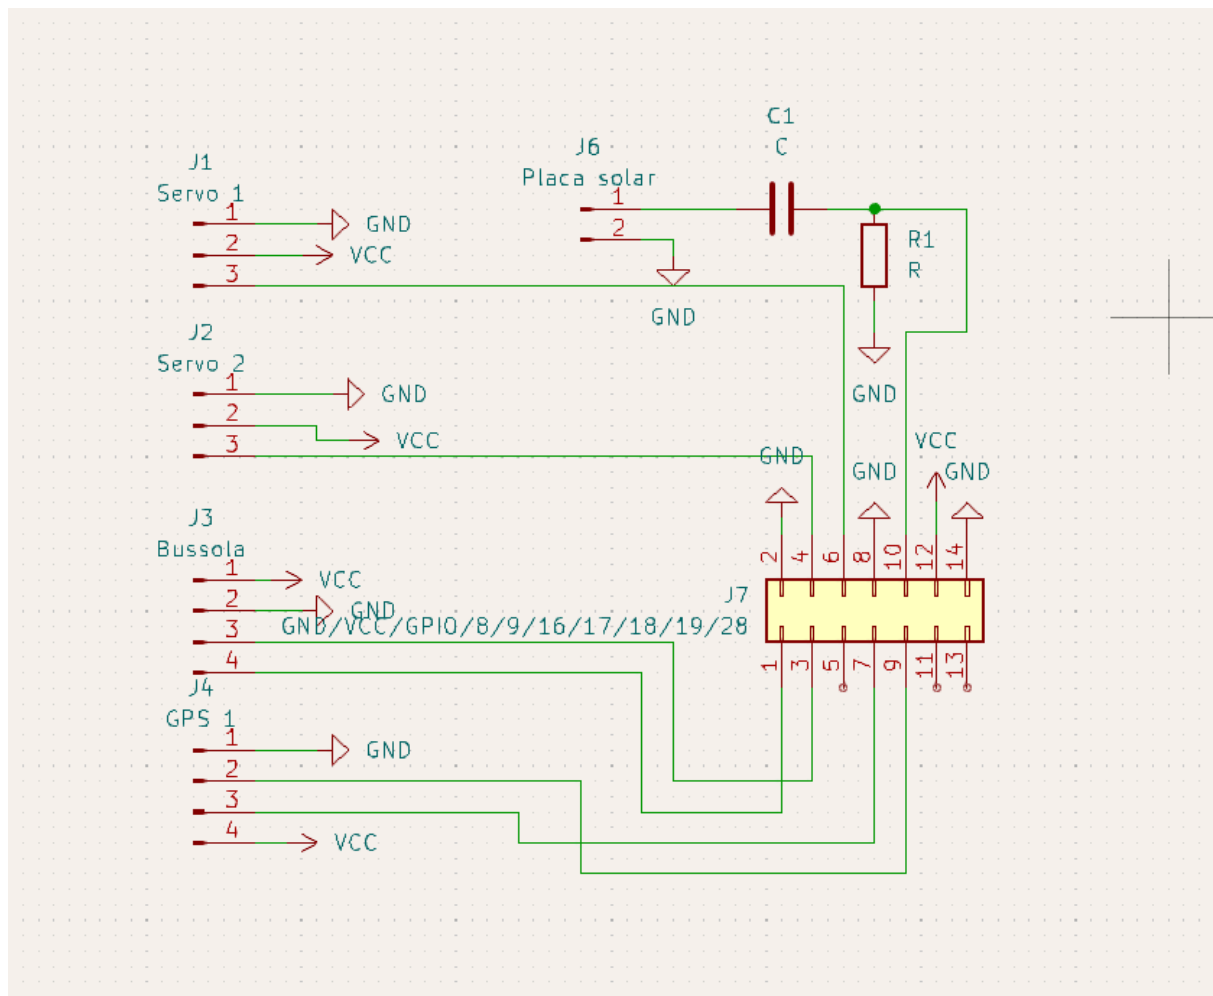 J1
Servo 1
1
GND
2
VCC
3
J6
Placa solar
1
2
GND
C1
C
R1
R
GND
J2
Servo 2
1
GND
2
VCC
3
GND
GND
VCC
GND
J3
Bussola
1
VCC
2
GND
3
4
J7
GND/VCC/GPIO/8/9/16/17/18/19/28
2 4 6 8 10 12 14
1 3 5 7 9 11 13
J4
GPS 1
1
GND
2
3
4
VCC